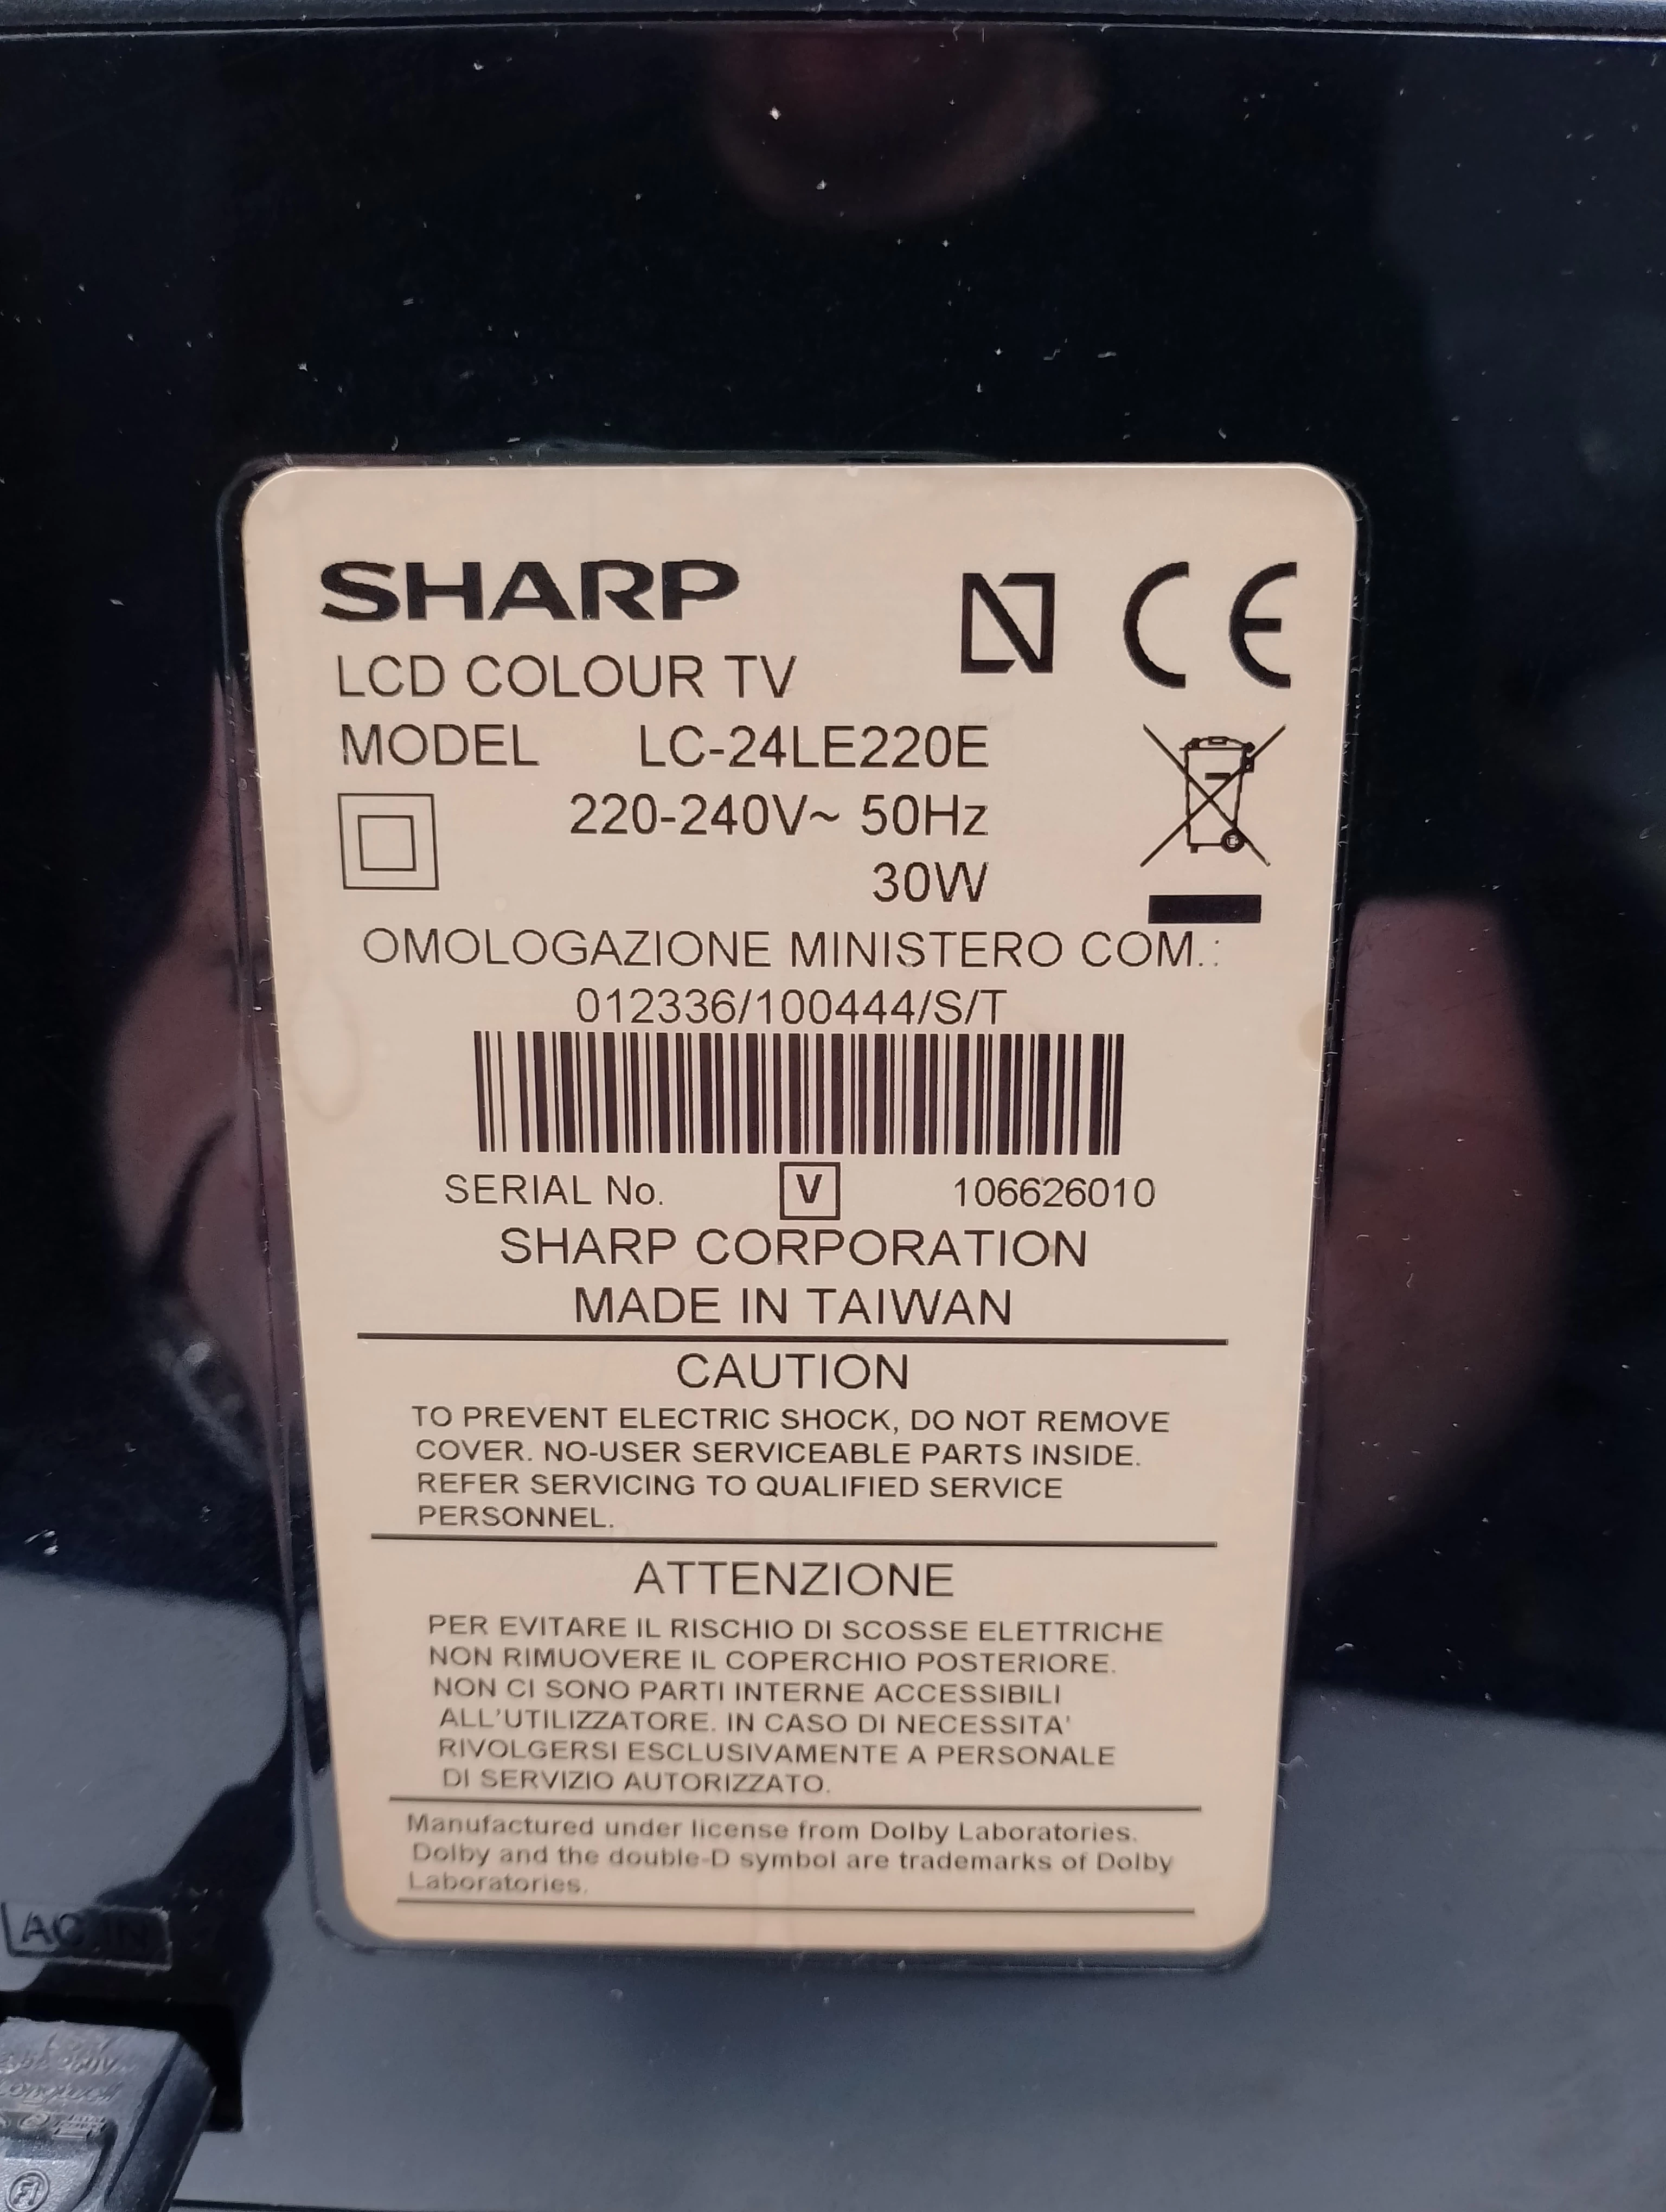 SHARP
LCD COLOUR TV
MODEL LC-24LE220E
220-240V~ 50Hz
30W
OMOLOGAZIONE MINISTERO COM.:
012336/100444/S/T
SERIAL No. V 106626010
SHARP CORPORATION
MADE IN TAIWAN
CAUTION
TO PREVENT ELECTRIC SHOCK, DO NOT REMOVE
COVER. NO-USER SERVICEABLE PARTS INSIDE.
REFER SERVICING TO QUALIFIED SERVICE
PERSONNEL.
ATTENZIONE
PER EVITARE IL RISCHIO DI SCOSSE ELETTRICHE
NON RIMUOVERE IL COPERCHIO POSTERIORE.
NON CI SONO PARTI INTERNE ACCESSIBILI
ALL'UTILIZZATORE. IN CASO DI NECESSITA'
RIVOLGERSI ESCLUSIVAMENTE A PERSONALE
DI SERVIZIO AUTORIZZATO.
Manufactured under license from Dolby Laboratories.
Dolby and the double-D symbol are trademarks of Dolby
Laboratories.
AC IN